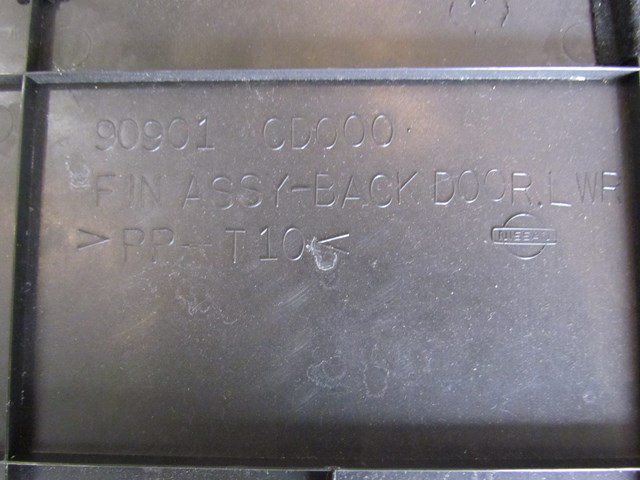 90901 CD000
FIN ASSY-BACK DOOR, LWR
>PP-T10<
NISSAN